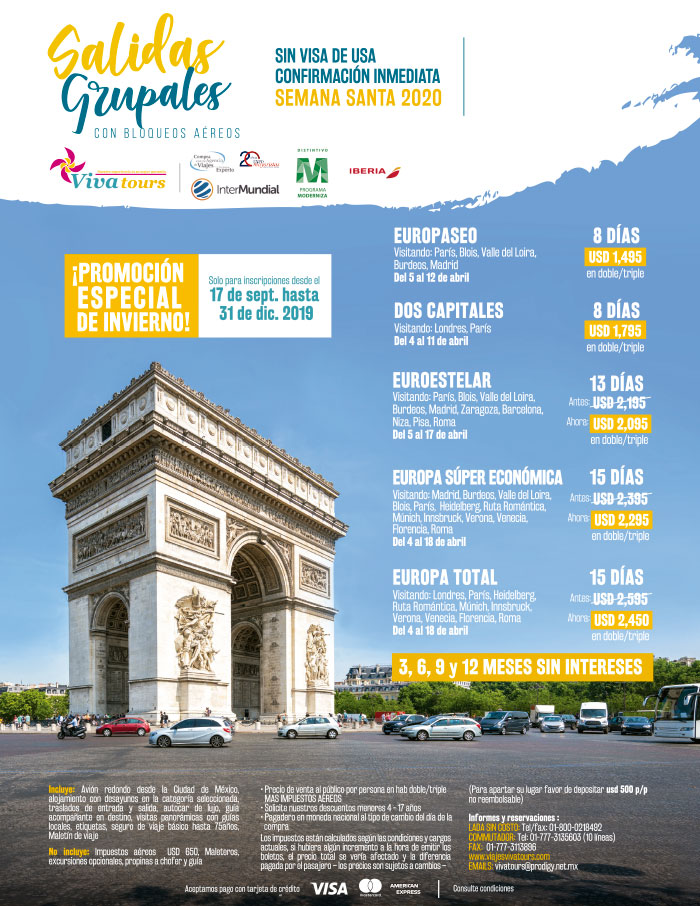 Salidas
Grupales
CON BLOQUEOS AÉREOS
SIN VISA DE USA
CONFIRMACIÓN INMEDIATA
SEMANA SANTA 2020
Vivatours
Compra
Agencia
de Viajes
Experto
20
InterMundial
DISTINTIVO
M
PROGRAMA
MODERNIZA
IBERIA
¡PROMOCIÓN
ESPECIAL
DE INVIERNO!
Solo para inscripciones desde el
17 de sept. hasta
31 de dic. 2019
EUROPASEO
Visitando: París, Blois, Valle del Loira,
Burdeos, Madrid
Del 5 al 12 de abril
8 DÍAS
USD 1,495
en doble/triple
DOS CAPITALES
Visitando: Londres, París
Del 4 al 11 de abril
8 DÍAS
USD 1,795
en doble/triple
EUROESTELAR
Visitando: París, Blois, Valle del Loira,
Burdeos, Madrid, Zaragoza, Barcelona,
Niza, Pisa, Roma
Del 5 al 17 de abril
13 DÍAS
Antes: USD 2,195
Ahora: USD 2,095
en doble/triple
EUROPA SÚPER ECONÓMICA
Visitando: Madrid, Burdeos, Valle del Loira,
Blois, París, Heidelberg, Ruta Romántica,
Múnich, Innsbruck, Verona, Venecia,
Florencia, Roma
Del 4 al 18 de abril
15 DÍAS
Antes: USD 2,395
Ahora: USD 2,295
en doble/triple
EUROPA TOTAL
Visitando: Londres, París, Heidelberg,
Ruta Romántica, Múnich, Innsbruck,
Verona, Venecia, Florencia, Roma
Del 4 al 18 de abril
15 DÍAS
Antes: USD 2,595
Ahora: USD 2,450
en doble/triple
3, 6, 9 y 12 MESES SIN INTERESES
Incluye: Avión redondo desde la Ciudad de México,
alojamiento con desayunos en la categoría seleccionada,
traslados de entrada y salida, autocar de lujo, guía
acompañante en destino, visitas panorámicas con guías
locales, etiquetas, seguro de viaje básico hasta 75años,
Maletín de viaje
No incluye: Impuestos aéreos USD 650, Maleteros,
excursiones opcionales, propinas a chofer y guía
• Precio de venta al público por persona en hab doble/triple
MAS IMPUESTOS AÉREOS
• Solicite nuestros descuentos menores 4 - 17 años
• Pagadero en moneda nacional al tipo de cambio del día de la
compra
Los impuestos están calculados según las condiciones y cargos
actuales, si hubiera algún incremento a la hora de emitir los
boletos, el precio total se vería afectado y la diferencia
pagada por el pasajero – los precios son sujetos a cambios –
(Para apartar su lugar favor de depositar usd 500 p/p
no reembolsable)
Informes y reservaciones :
LADA SIN COSTO: Tel/fax: 01-800-0218482
CONMUTADOR: Tel: 01-777-3135603 (10 líneas)
FAX: 01-777-3173896
www.viajesvivatours.com
EMAILS: vivatours@prodigy.net.mx
Aceptamos pago con tarjeta de crédito
VISA
mastercard
AMERICAN
EXPRESS
Consulte condiciones